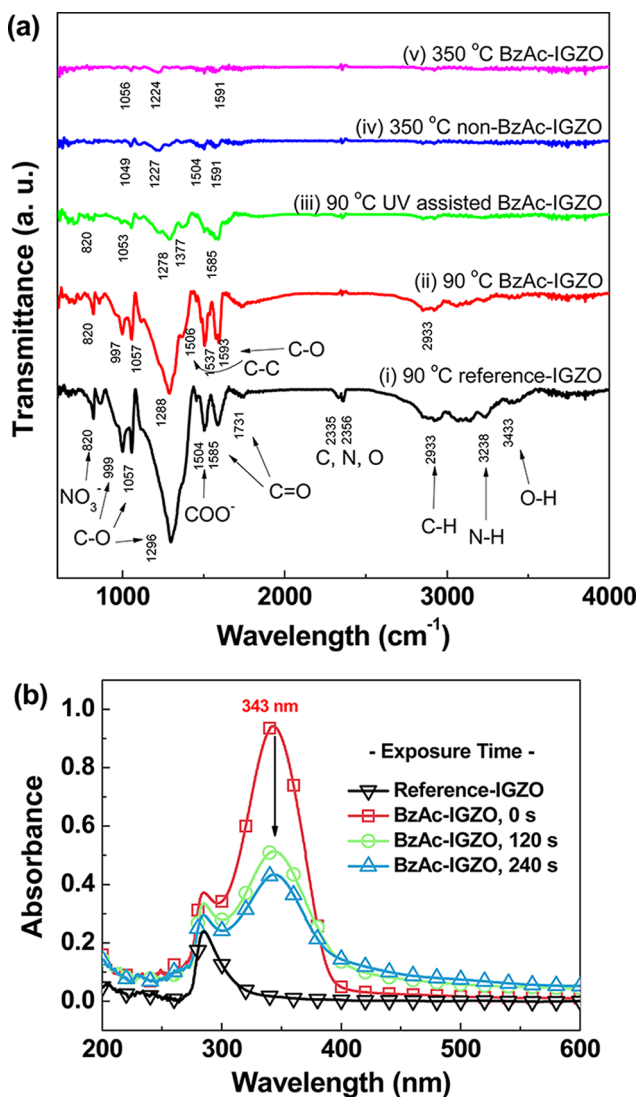 (a)
(v) 350 °C BzAc-IGZO
1056 1224 1591
(iv) 350 °C non-BzAc-IGZO
1049 1227 1504 1591
(iii) 90 °C UV assisted BzAc-IGZO
820 1053 1278 1377 1585
(ii) 90 °C BzAc-IGZO
820 997 1057 1288 1506 1537 1593 2933
C-O
C-C
(i) 90 °C reference-IGZO
820 999 1057 1296 1504 1585 1731 2335 2356 2933 3238 3433
C, N, O
NO3-
C-O
COO-
C=O
C-H
N-H
O-H
Transmittance (a. u.)
1000 2000 3000 4000
Wavelength (cm-1)
(b)
343 nm
- Exposure Time -
Reference-IGZO
BzAc-IGZO, 0 s
BzAc-IGZO, 120 s
BzAc-IGZO, 240 s
Absorbance
1.0
0.8
0.6
0.4
0.2
0.0
200 300 400 500 600
Wavelength (nm)